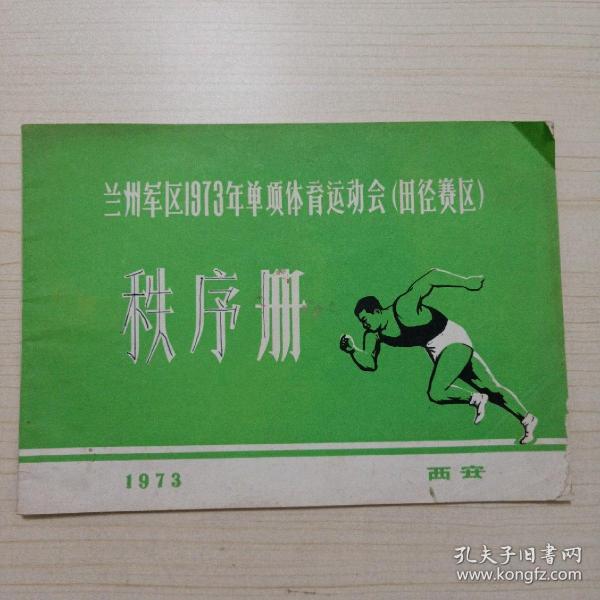 兰州军区1973年单项体育运动会(田径赛区)
秩序册
1973 西安
孔夫子旧书网
www.kongfz.com